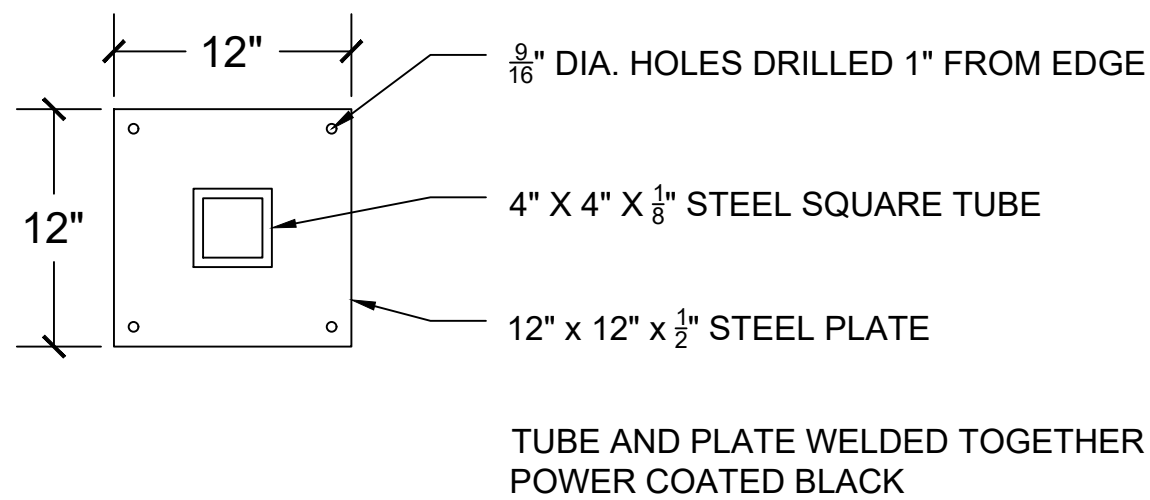 12"
9/16" DIA. HOLES DRILLED 1" FROM EDGE
4" X 4" X 1/8" STEEL SQUARE TUBE
12"
12" x 12" x 1/2" STEEL PLATE
TUBE AND PLATE WELDED TOGETHER
POWER COATED BLACK